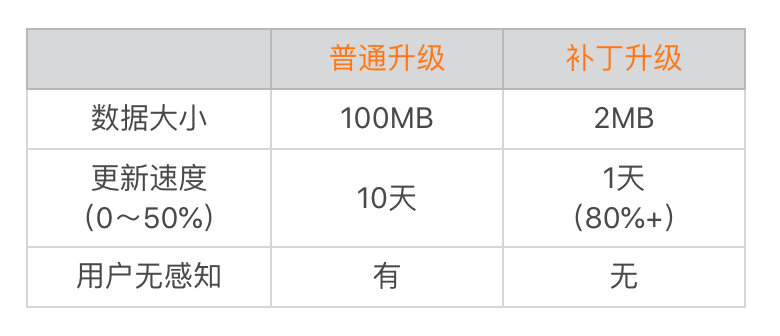 普通升级 补丁升级
数据大小 100MB 2MB
更新速度
(0～50%) 10天 1天
(80%+)
用户无感知 有 无